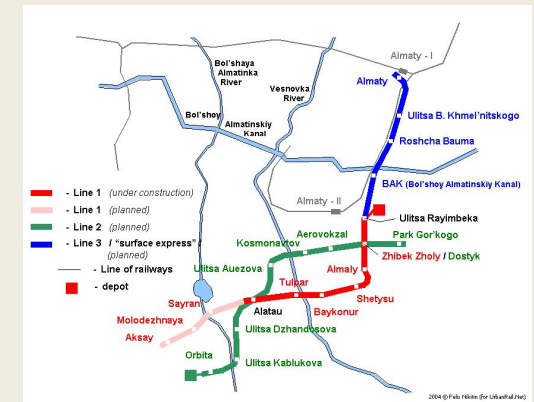 Almaty - I
Bol'shaya
Almatinka
River
Vesnovka
River
Almaty
Bol'shoy
Almatinskiy
Kanal
Ulitsa B. Khmel'nitskogo
Roshcha Bauma
BAK (Bol'shoy Almatinskiy Kanal)
- Line 1 (under construction)
- Line 1 (planned)
- Line 2 (planned)
- Line 3 / "surface express" /
(planned)
- Line of railways
- depot
Almaty - II
Ulitsa Rayimbeka
Aerovokzal
Park Gor'kogo
Kosmonavtov
Zhibek Zholy / Dostyk
Ulitsa Auezova
Almaly
Tulpar
Shetysu
Sayran
Alatau
Baykonur
Molodezhnaya
Ulitsa Dzhandosova
Aksay
Orbita
Ulitsa Kablukova
2004 © Felis Nikitin (for UrbanRail.Net)